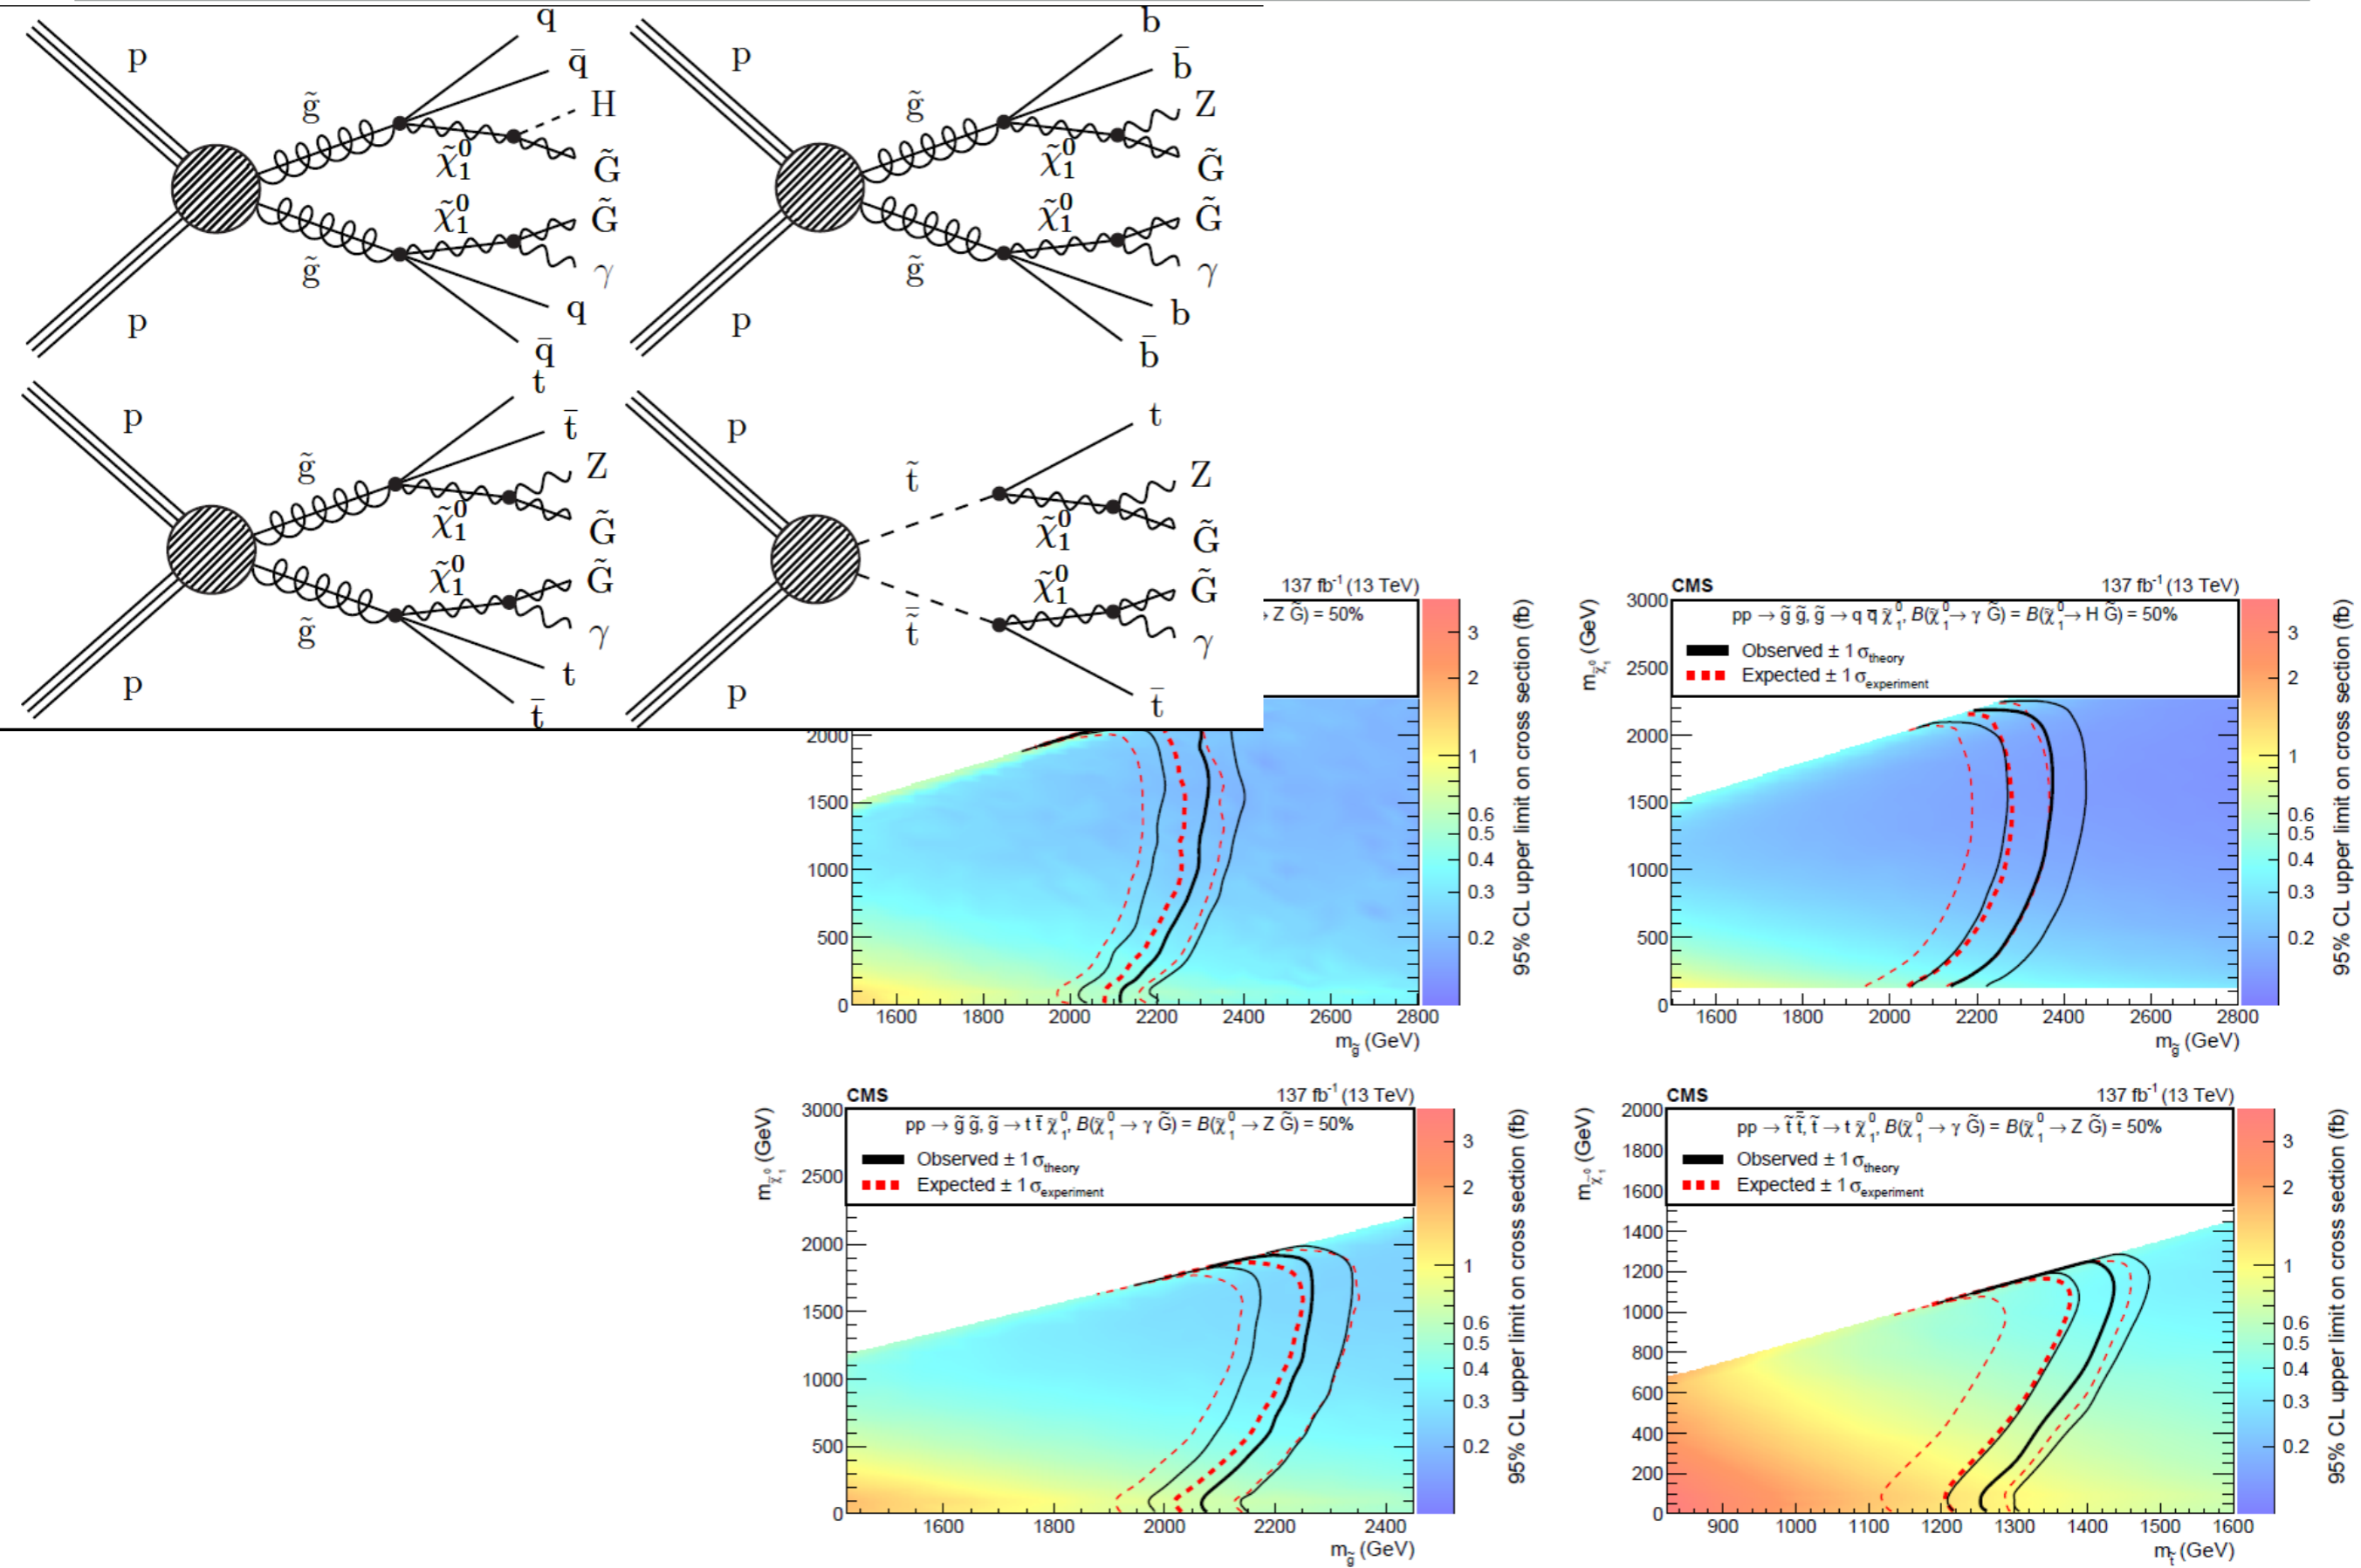 q
q̄
p
g̃
H
χ̃₁⁰
G̃
χ̃₁⁰
G̃
g̃
γ
p
q
q̄
b
b̄
p
g̃
Z
χ̃₁⁰
G̃
χ̃₁⁰
G̃
g̃
γ
p
b
b̄
t
t̄
p
g̃
Z
χ̃₁⁰
G̃
χ̃₁⁰
G̃
g̃
γ
p
t
t̄
t
p
t̃
Z
χ̃₁⁰
G̃
χ̃₁⁰
G̃
t̃̄
γ
p
t̄
137 fb⁻¹ (13 TeV)
→ Z G̃) = 50%
2000
1500
1000
500
0
1600 1800 2000 2200 2400 2600 2800
m_g̃ (GeV)
3
2
1
0.6
0.5
0.4
0.3
0.2
95% CL upper limit on cross section (fb)
CMS 137 fb⁻¹ (13 TeV)
pp → g̃ g̃, g̃ → q q̄ χ̃₁⁰, B(χ̃₁⁰ → γ G̃) = B(χ̃₁⁰ → H G̃) = 50%
Observed ± 1 σ_theory
Expected ± 1 σ_experiment
m_χ̃₁⁰ (GeV)
3000
2500
2000
1500
1000
500
0
1600 1800 2000 2200 2400 2600 2800
m_g̃ (GeV)
3
2
1
0.6
0.5
0.4
0.3
0.2
95% CL upper limit on cross section (fb)
CMS 137 fb⁻¹ (13 TeV)
pp → g̃ g̃, g̃ → t t̄ χ̃₁⁰, B(χ̃₁⁰ → γ G̃) = B(χ̃₁⁰ → Z G̃) = 50%
Observed ± 1 σ_theory
Expected ± 1 σ_experiment
m_χ̃₁⁰ (GeV)
3000
2500
2000
1500
1000
500
0
1600 1800 2000 2200 2400
m_g̃ (GeV)
3
2
1
0.6
0.5
0.4
0.3
0.2
95% CL upper limit on cross section (fb)
CMS 137 fb⁻¹ (13 TeV)
pp → t̃ t̃̄, t̃ → t χ̃₁⁰, B(χ̃₁⁰ → γ G̃) = B(χ̃₁⁰ → Z G̃) = 50%
Observed ± 1 σ_theory
Expected ± 1 σ_experiment
m_χ̃₁⁰ (GeV)
2000
1800
1600
1400
1200
1000
800
600
400
200
0
900 1000 1100 1200 1300 1400 1500 1600
m_t̃ (GeV)
3
2
1
0.6
0.5
0.4
0.3
0.2
95% CL upper limit on cross section (fb)